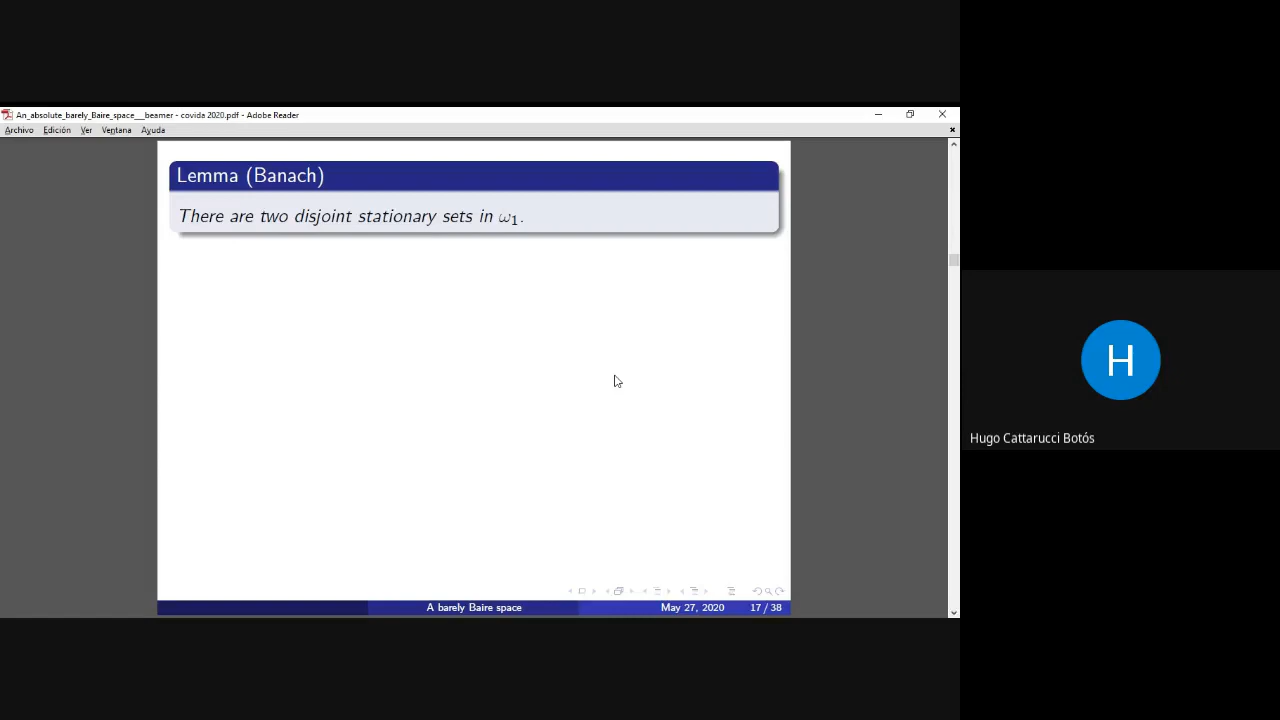 An_absolute_barely_Baire_space__beamer - covida 2020.pdf - Adobe Reader
Archivo Edición Ver Ventana Ayuda
Lemma (Banach)
There are two disjoint stationary sets in ω₁.
A barely Baire space May 27, 2020 17 / 38
H
Hugo Cattarucci Botós